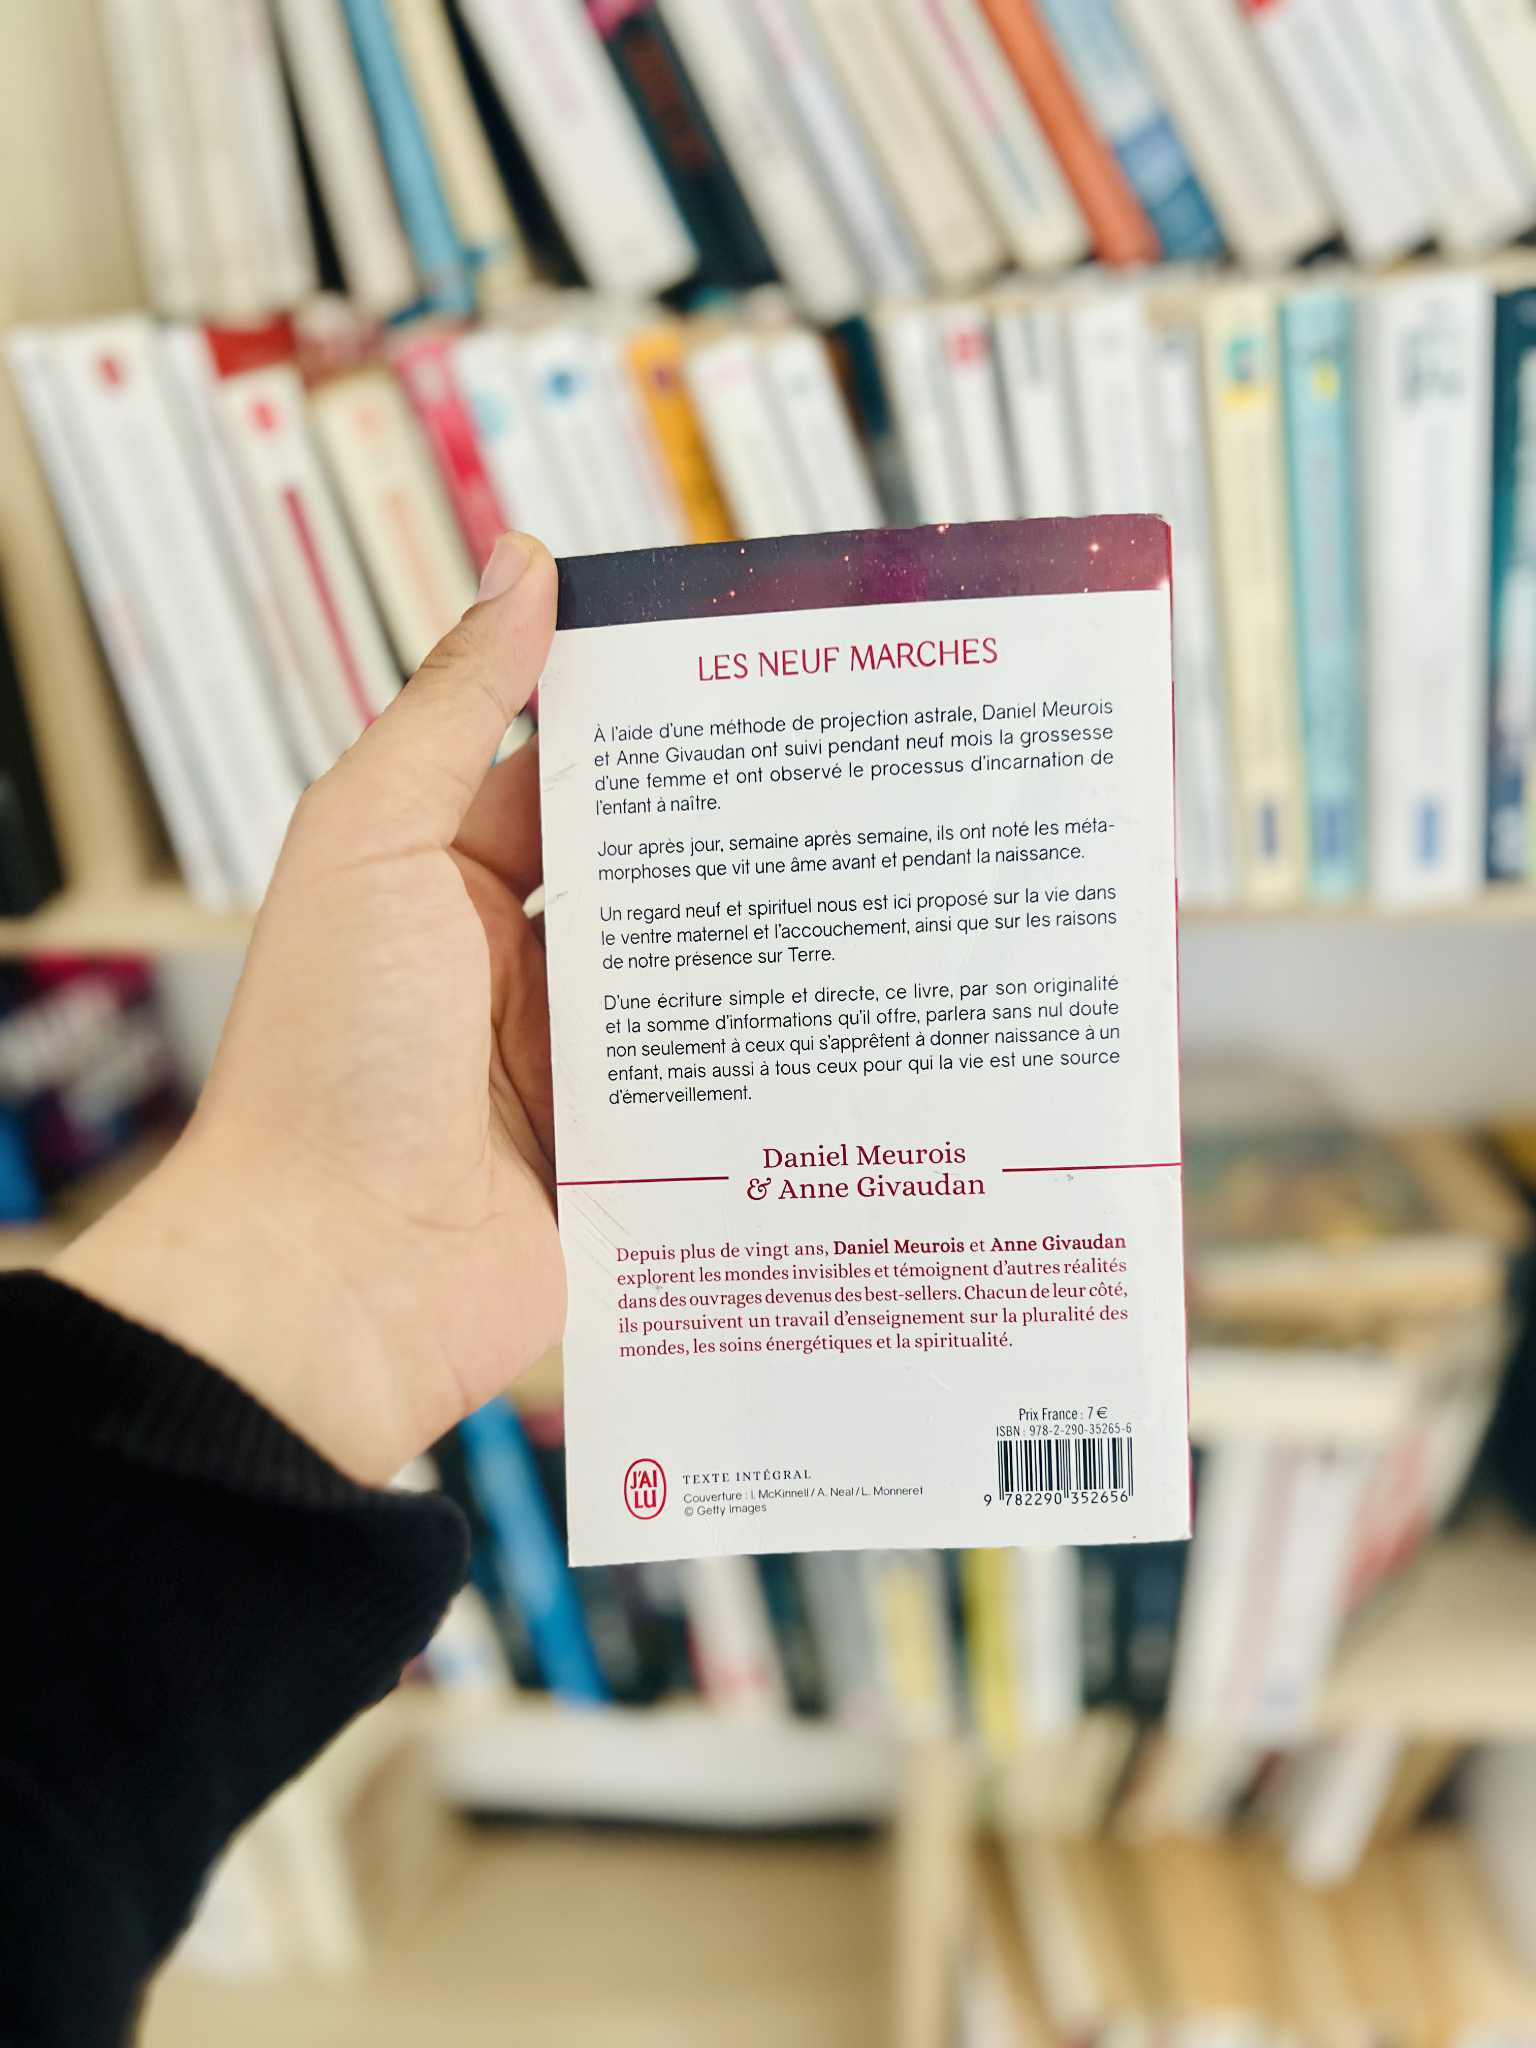 LES NEUF MARCHES
À l'aide d'une méthode de projection astrale, Daniel Meurois
et Anne Givaudan ont suivi pendant neuf mois la grossesse
d'une femme et ont observé le processus d'incarnation de
l'enfant à naître.
Jour après jour, semaine après semaine, ils ont noté les méta-
morphoses que vit une âme avant et pendant la naissance.
Un regard neuf et spirituel nous est ici proposé sur la vie dans
le ventre maternel et l'accouchement, ainsi que sur les raisons
de notre présence sur Terre.
D'une écriture simple et directe, ce livre, par son originalité
et la somme d'informations qu'il offre, parlera sans nul doute
non seulement à ceux qui s'apprêtent à donner naissance à un
enfant, mais aussi à tous ceux pour qui la vie est une source
d'émerveillement.
Daniel Meurois
& Anne Givaudan
Depuis plus de vingt ans, Daniel Meurois et Anne Givaudan
explorent les mondes invisibles et témoignent d'autres réalités
dans des ouvrages devenus des best-sellers. Chacun de leur côté,
ils poursuivent un travail d'enseignement sur la pluralité des
mondes, les soins énergétiques et la spiritualité.
Prix France : 7 €
ISBN : 978-2-290-35265-6
9 782290 352656
J'AI
LU
TEXTE INTÉGRAL
Couverture : I. McKinnell / A. Neal / L. Monneret
© Getty Images